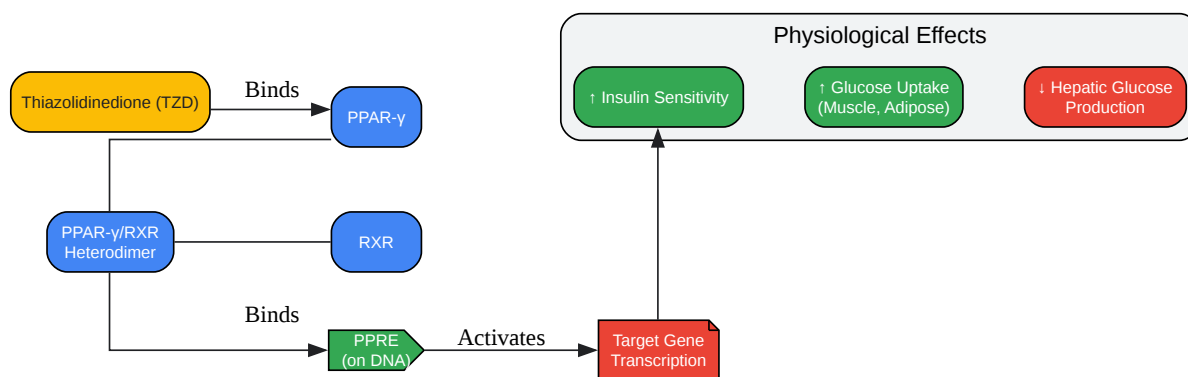 Physiological Effects
Thiazolidinedione (TZD)
Binds
PPAR-γ
↑ Insulin Sensitivity
↑ Glucose Uptake
(Muscle, Adipose)
↓ Hepatic Glucose
Production
PPAR-γ/RXR
Heterodimer
RXR
Binds
PPRE
(on DNA)
Activates
Target Gene
Transcription